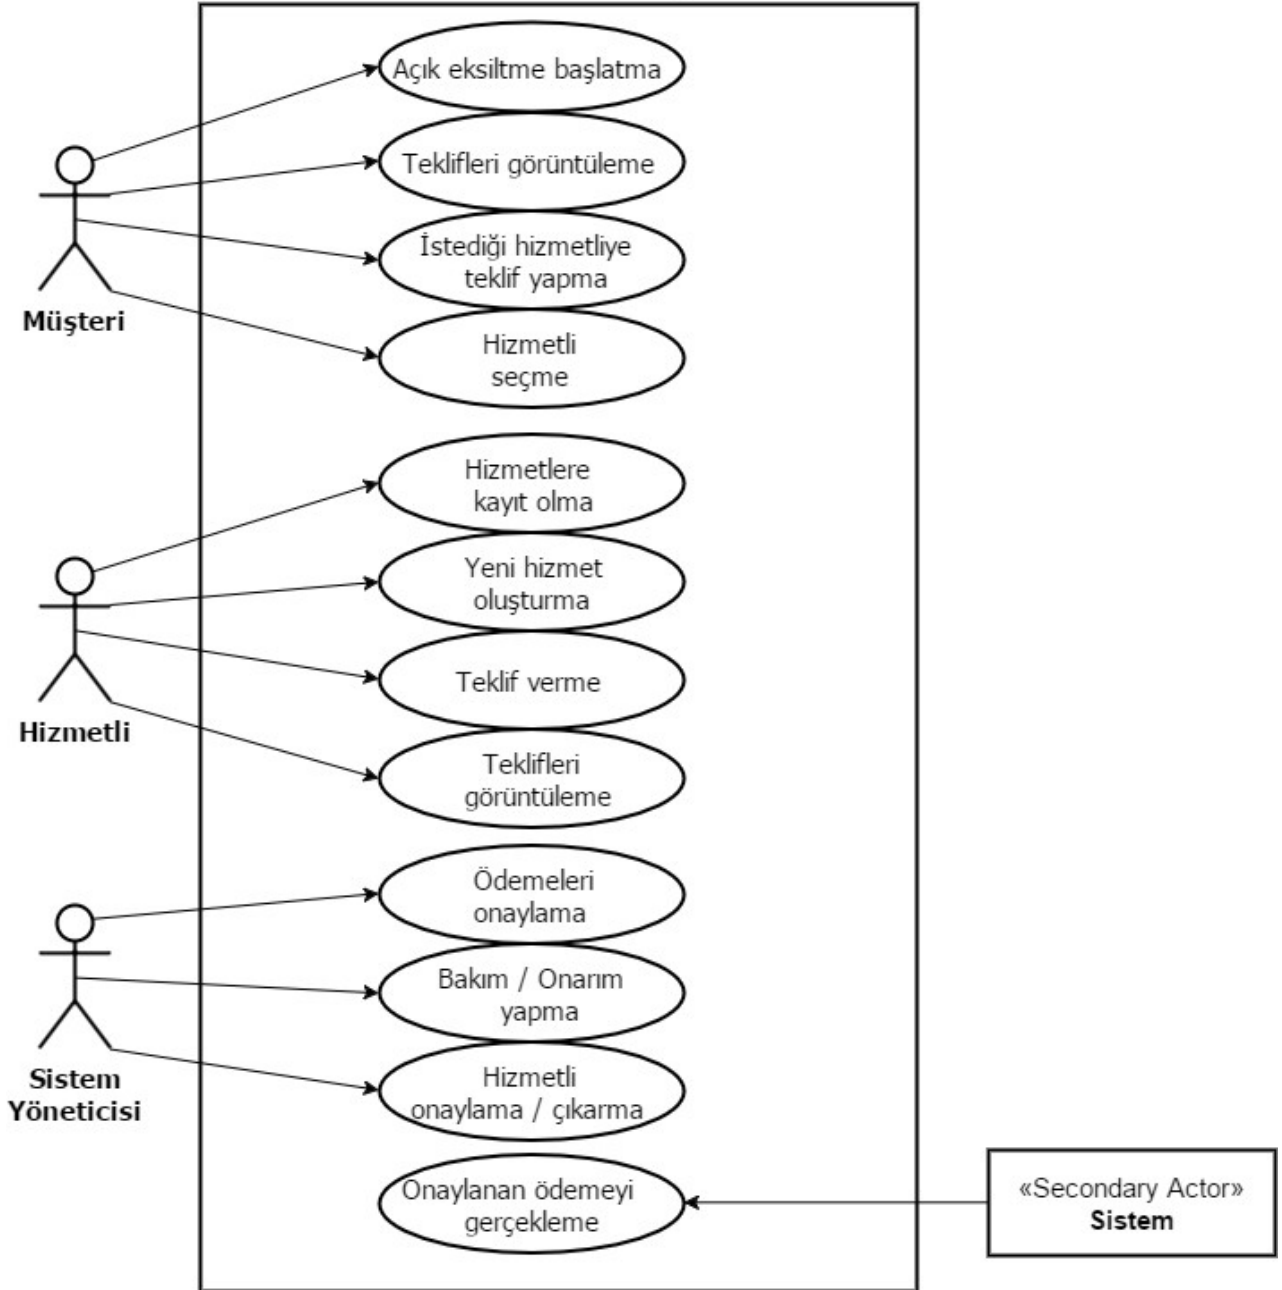 Açık eksiltme başlatma
Teklifleri görüntüleme
İstediği hizmetliye
teklif yapma
Hizmetli
seçme
Müşteri
Hizmetlere
kayıt olma
Yeni hizmet
oluşturma
Teklif verme
Teklifleri
görüntüleme
Hizmetli
Ödemeleri
onaylama
Bakım / Onarım
yapma
Hizmetli
onaylama / çıkarma
Sistem
Yöneticisi
Onaylanan ödemeyi
gerçekleme
«Secondary Actor»
Sistem